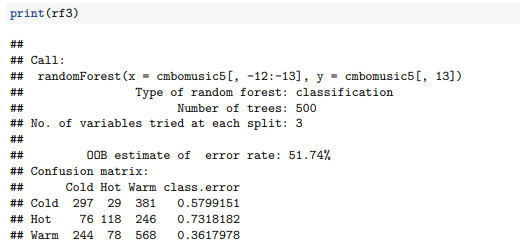 print(rf3)
##
## Call:
##  randomForest(x = cmbomusic5[, -12:-13], y = cmbomusic5[, 13])
##                Type of random forest: classification
##                      Number of trees: 500
## No. of variables tried at each split: 3
##
##         OOB estimate of  error rate: 51.74%
## Confusion matrix:
##      Cold Hot Warm class.error
## Cold  297  29  381   0.5799151
## Hot    76 118  246   0.7318182
## Warm  244  78  568   0.3617978